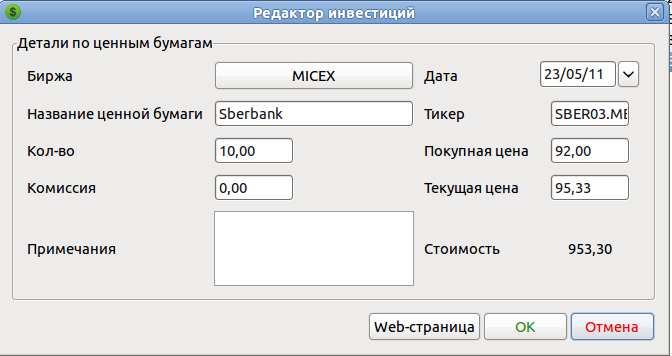 Редактор инвестиций
Детали по ценным бумагам
Биржа MICEX Дата 23/05/11
Название ценной бумаги Sberbank Тикер SBER03.ME
Кол-во 10,00 Покупная цена 92,00
Комиссия 0,00 Текущая цена 95,33
Примечания Стоимость 953,30
Web-страница OK Отмена